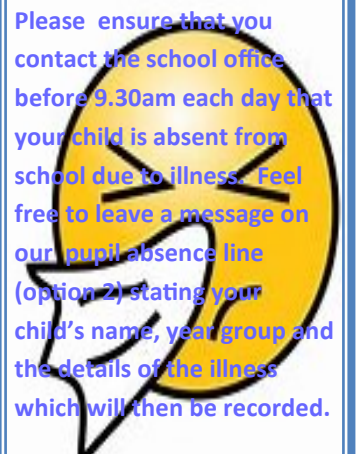 Please  ensure that you
contact the school office
before 9.30am each day that
your child is absent from
school due to illness.  Feel
free to leave a message on
our  pupil absence line
(option 2) stating your
child’s name, year group and
the details of the illness
which will then be recorded.